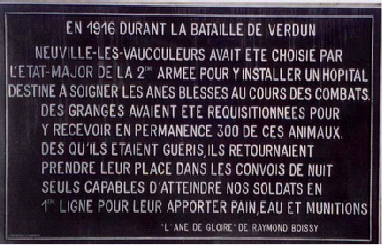 EN 1916 DURANT LA BATAILLE DE VERDUN
NEUVILLE-LES-VAUCOULEURS AVAIT ETE CHOISIE PAR
L'ETAT-MAJOR DE LA 2ME ARMEE POUR Y INSTALLER UN HOPITAL
DESTINE A SOIGNER LES ANES BLESSES AU COURS DES COMBATS.
DES GRANGES AVAIENT ETE REQUISITIONNEES POUR
Y RECEVOIR EN PERMANENCE 300 DE CES ANIMAUX.
DES QU'ILS ETAIENT GUERIS, ILS RETOURNAIENT
PRENDRE LEUR PLACE DANS LES CONVOIS DE NUIT
SEULS CAPABLES D'ATTEINDRE NOS SOLDATS EN
1ERE LIGNE POUR LEUR APPORTER PAIN, EAU ET MUNITIONS
"L'ANE DE GLOIRE" DE RAYMOND BOISSY